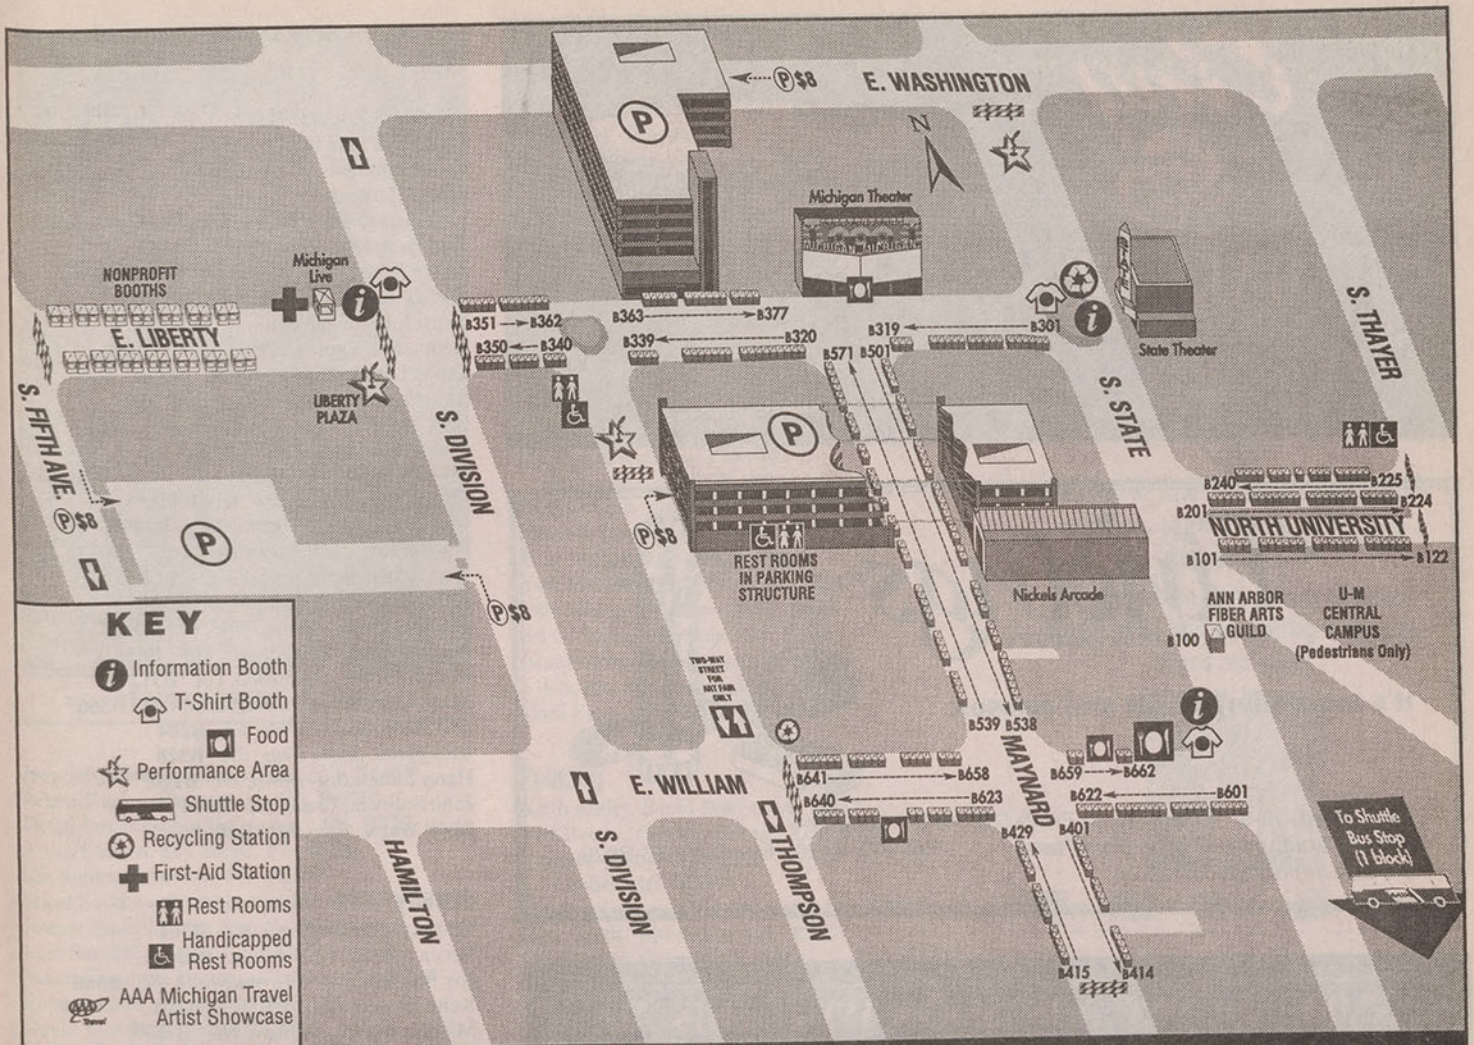 P $8
E. WASHINGTON
P
N
Michigan Theater
MICHIGAN
STATE
State Theater
S. THAYER
NONPROFIT
BOOTHS
Michigan
Live
i
E. LIBERTY
B351
B362
B363
B377
B350
B340
B339
B320
B319
B301
i
B571
B501
LIBERTY
PLAZA
S. FIFTH AVE.
S. DIVISION
S. STATE
P
P $8
P
P $8
P $8
REST ROOMS
IN PARKING
STRUCTURE
Nickels Arcade
B240
B225
B201
B224
NORTH UNIVERSITY
B101
B122
ANN ARBOR
FIBER ARTS
GUILD
B100
U-M
CENTRAL
CAMPUS
(Pedestrians Only)
TWO-WAY
STREET
FOR
ART FAIR
ONLY
B539
B538
MAYNARD
i
B641
B658
B659
B662
E. WILLIAM
B640
B623
B622
B601
B429
B401
HAMILTON
S. DIVISION
THOMPSON
B415
B414
To Shuttle
Bus Stop
(1 block)
KEY
i Information Booth
T-Shirt Booth
Food
Performance Area
Shuttle Stop
Recycling Station
First-Aid Station
Rest Rooms
Handicapped
Rest Rooms
AAA Michigan Travel
Artist Showcase
Travel